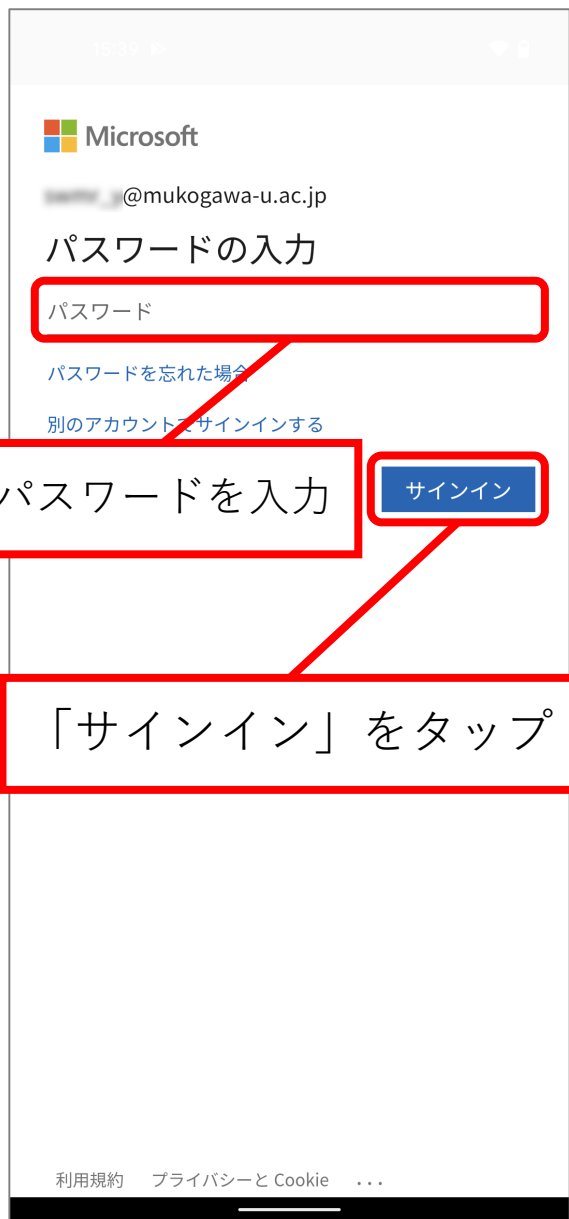 Microsoft
@mukogawa-u.ac.jp
パスワードの入力
パスワード
パスワードを忘れた場合
別のアカウントでサインインする
パスワードを入力
サインイン
「サインイン」をタップ
利用規約 プライバシーと Cookie ...